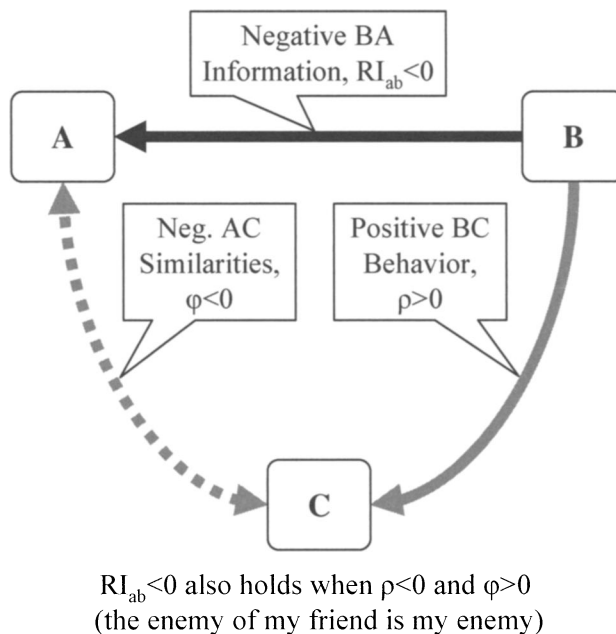 Negative BA
Information, RI_ab<0
A
B
Neg. AC
Similarities,
φ<0
Positive BC
Behavior,
ρ>0
C
RI_ab<0 also holds when ρ<0 and φ>0
(the enemy of my friend is my enemy)